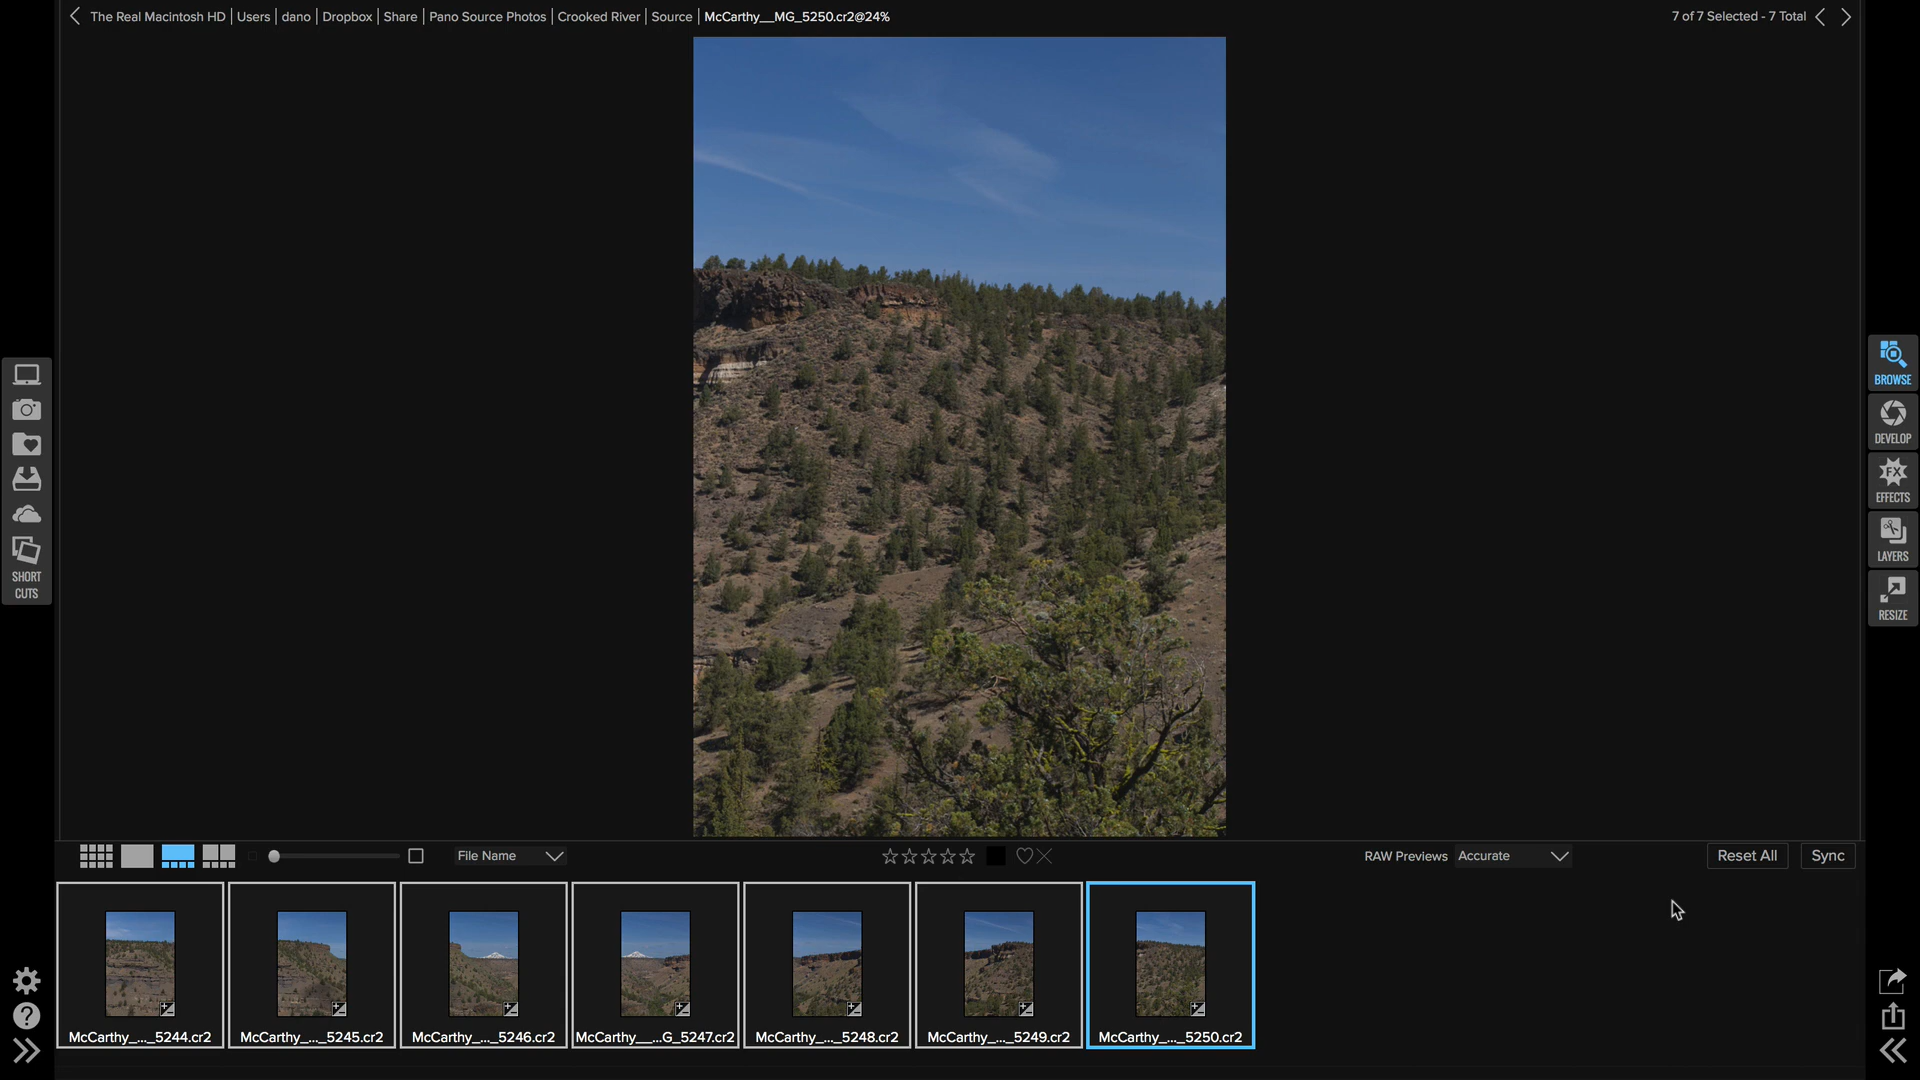 The Real Macintosh HD | Users | dano | Dropbox | Share | Pano Source Photos | Crooked River | Source | McCarthy__MG_5250.cr2@24%
7 of 7 Selected - 7 Total
BROWSE
DEVELOP
FX
EFFECTS
LAYERS
RESIZE
SHORT
CUTS
File Name
RAW Previews
Accurate
Reset All
Sync
McCarthy_..._5244.cr2
McCarthy_..._5245.cr2
McCarthy_..._5246.cr2
McCarthy__...G_5247.cr2
McCarthy_..._5248.cr2
McCarthy_..._5249.cr2
McCarthy_..._5250.cr2